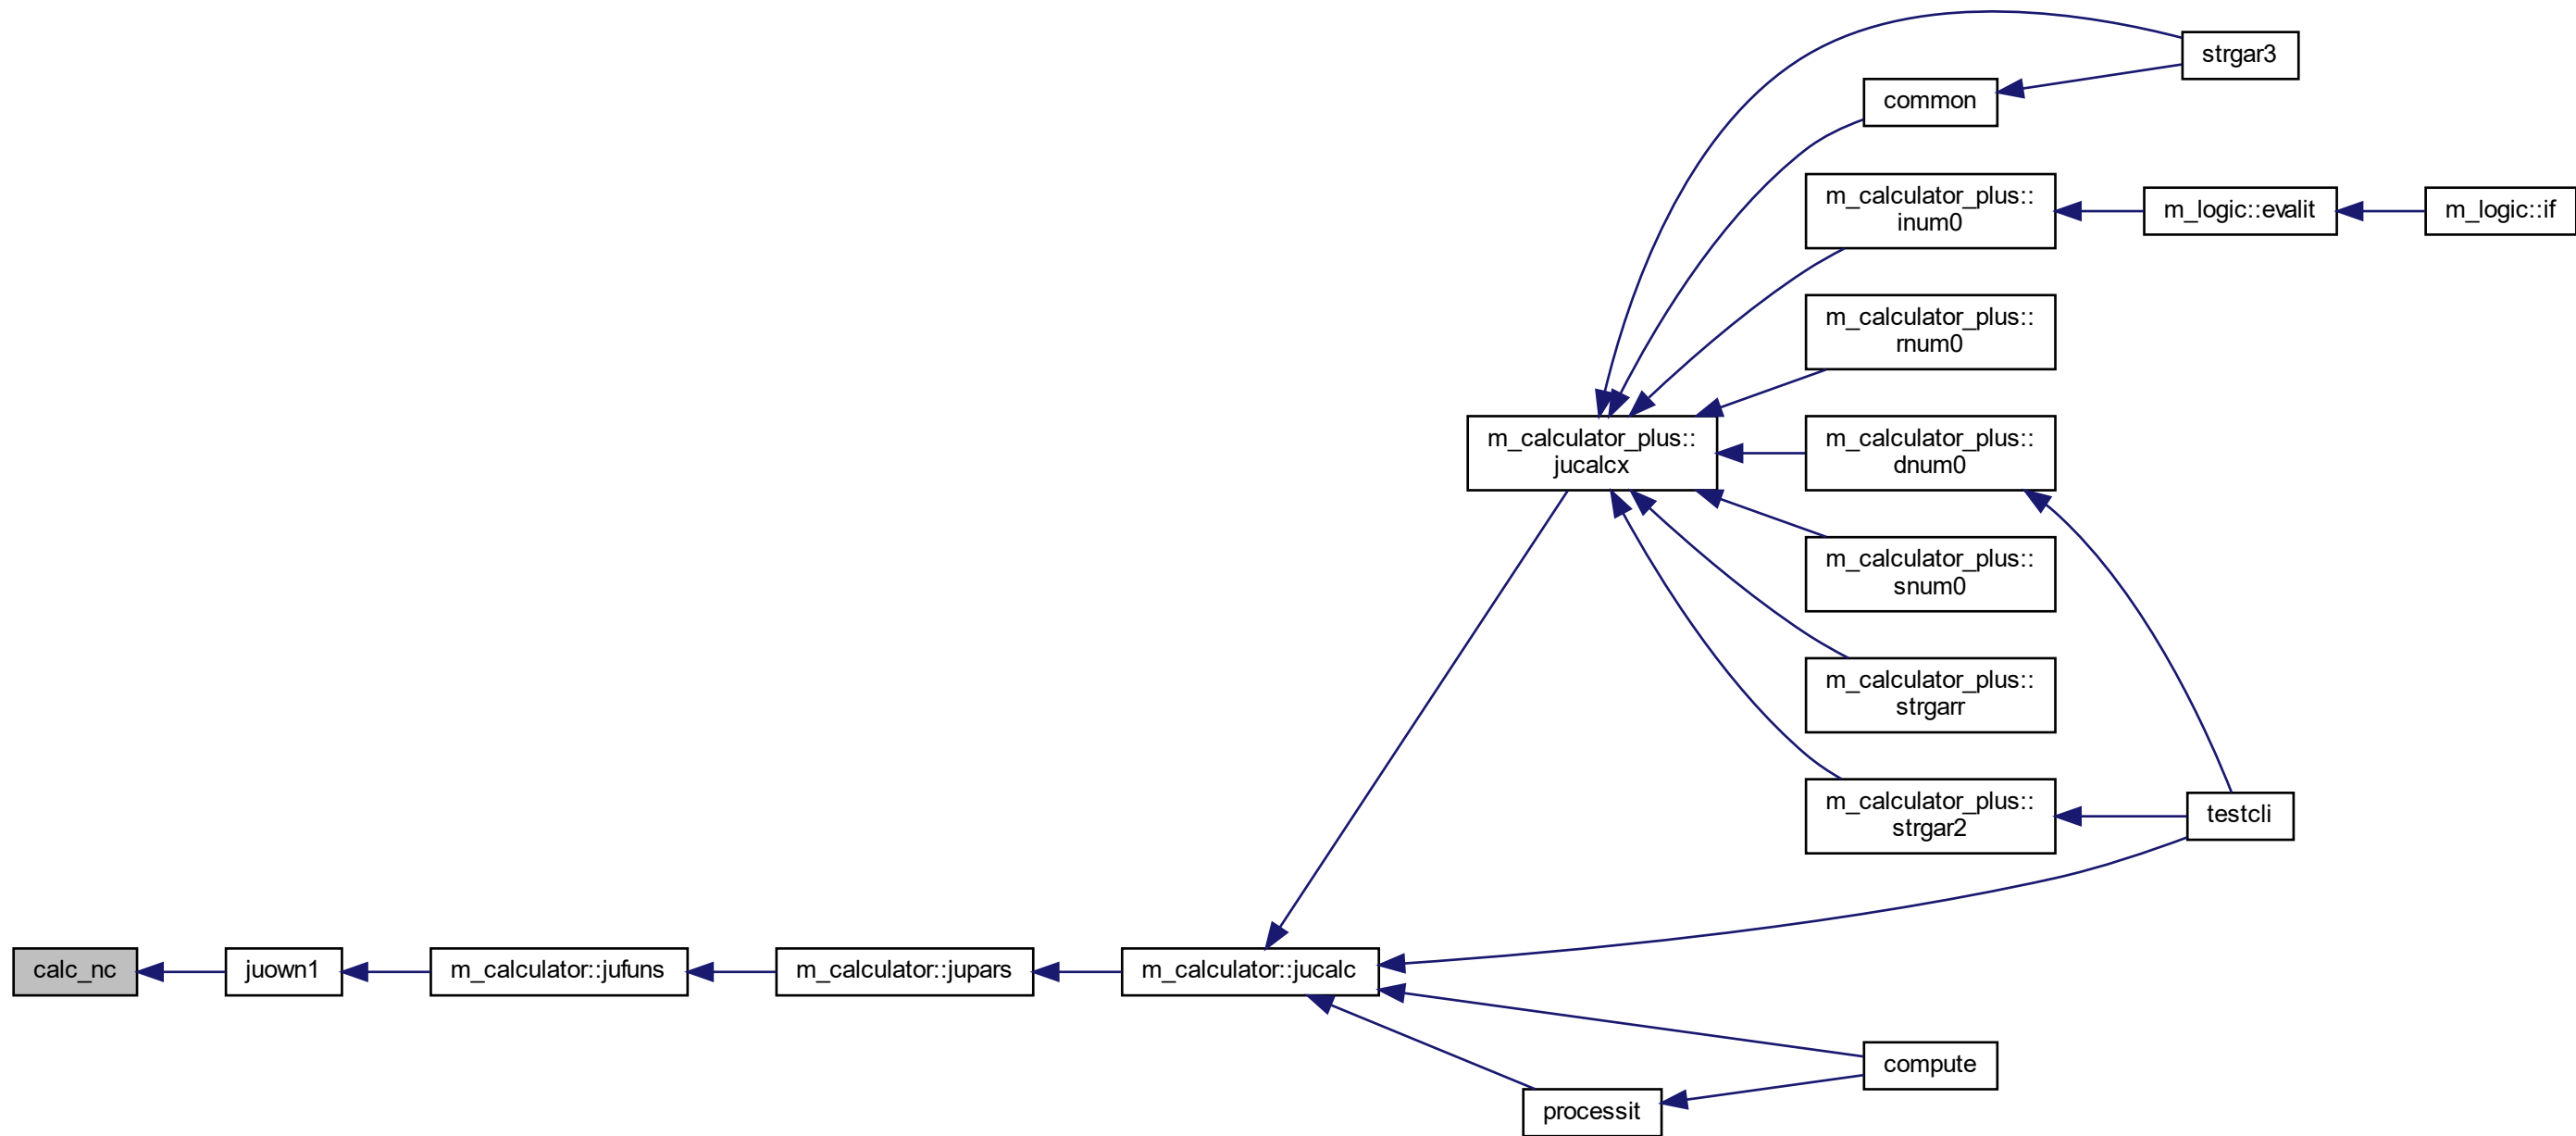 strgar3
common
m_calculator_plus::
inum0
m_logic::evalit
m_logic::if
m_calculator_plus::
rnum0
m_calculator_plus::
jucalcx
m_calculator_plus::
dnum0
m_calculator_plus::
snum0
m_calculator_plus::
strgarr
m_calculator_plus::
strgar2
testcli
calc_nc
juown1
m_calculator::jufuns
m_calculator::jupars
m_calculator::jucalc
compute
processit